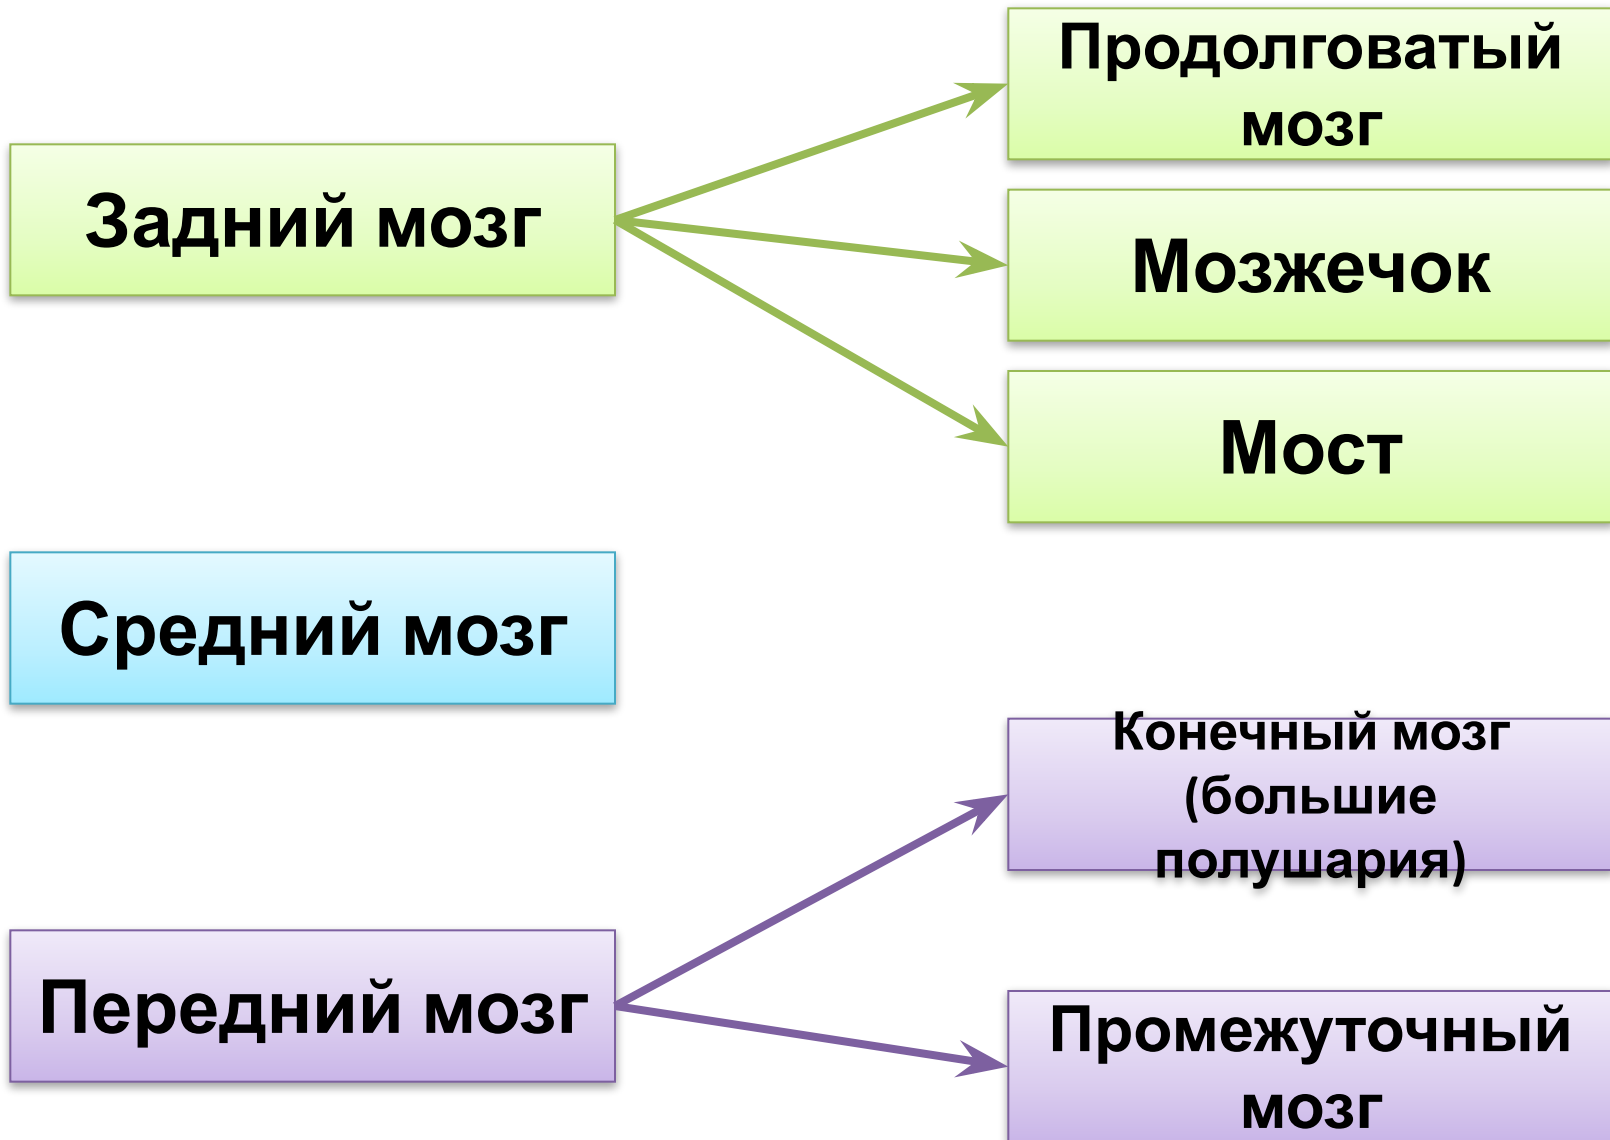 Задний мозг
Продолговатый
мозг
Мозжечок
Мост
Средний мозг
Передний мозг
Конечный мозг
(большие
полушария)
Промежуточный
мозг